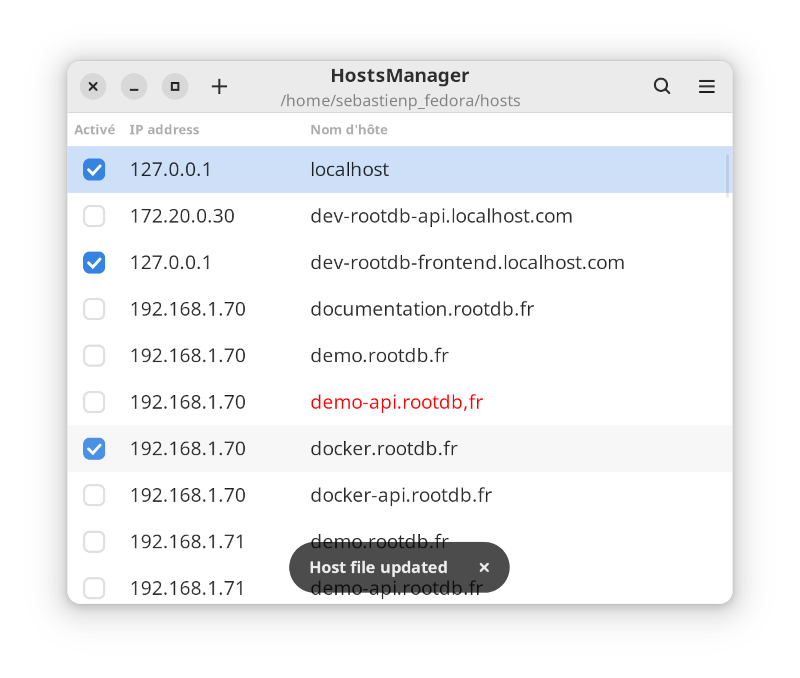 HostsManager
/home/sebastienp_fedora/hosts
Activé IP address Nom d'hôte
127.0.0.1 localhost
172.20.0.30 dev-rootdb-api.localhost.com
127.0.0.1 dev-rootdb-frontend.localhost.com
192.168.1.70 documentation.rootdb.fr
192.168.1.70 demo.rootdb.fr
192.168.1.70 demo-api.rootdb,fr
192.168.1.70 docker.rootdb.fr
192.168.1.70 docker-api.rootdb.fr
192.168.1.71 demo.rootdb.fr
Host file updated
192.168.1.71 demo-api.rootdb.fr